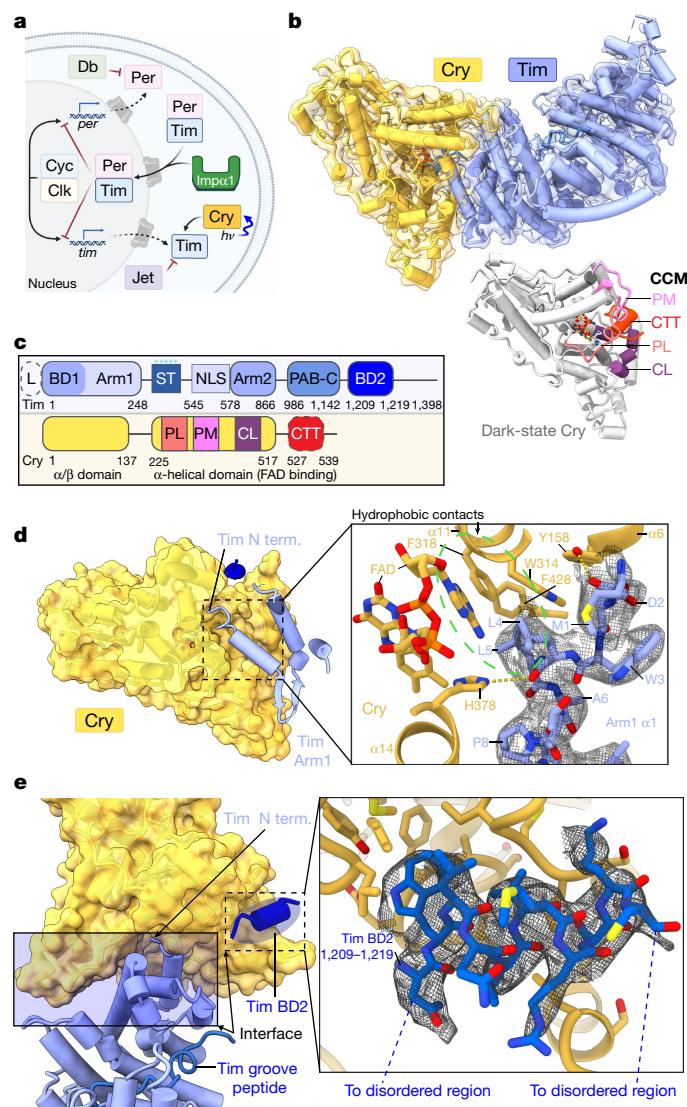 a
Db
Per
per
Per
Tim
Cyc
Clk
Per
Tim
Impα1
Cry
hν
tim
Tim
Jet
Nucleus
b
Cry
Tim
CCM
PM
CTT
PL
CL
Dark-state Cry
c
L
BD1
Arm1
ST
NLS
Arm2
PAB-C
BD2
Tim
1
248
545
578
866
986
1,142
1,209
1,219
1,398
PL
PM
CL
CTT
Cry
1
137
225
517
527
539
α/β domain
α-helical domain (FAD binding)
d
Tim N term.
Cry
Tim
Arm1
Hydrophobic contacts
α11
F318
FAD
Y158
α6
W314
F428
L4
M1
D2
L5
W3
H378
A6
Cry
Arm1 α1
α14
P8
e
Tim N term.
Tim BD2
Interface
Tim groove
peptide
Tim BD2
1,209–1,219
To disordered region
To disordered region